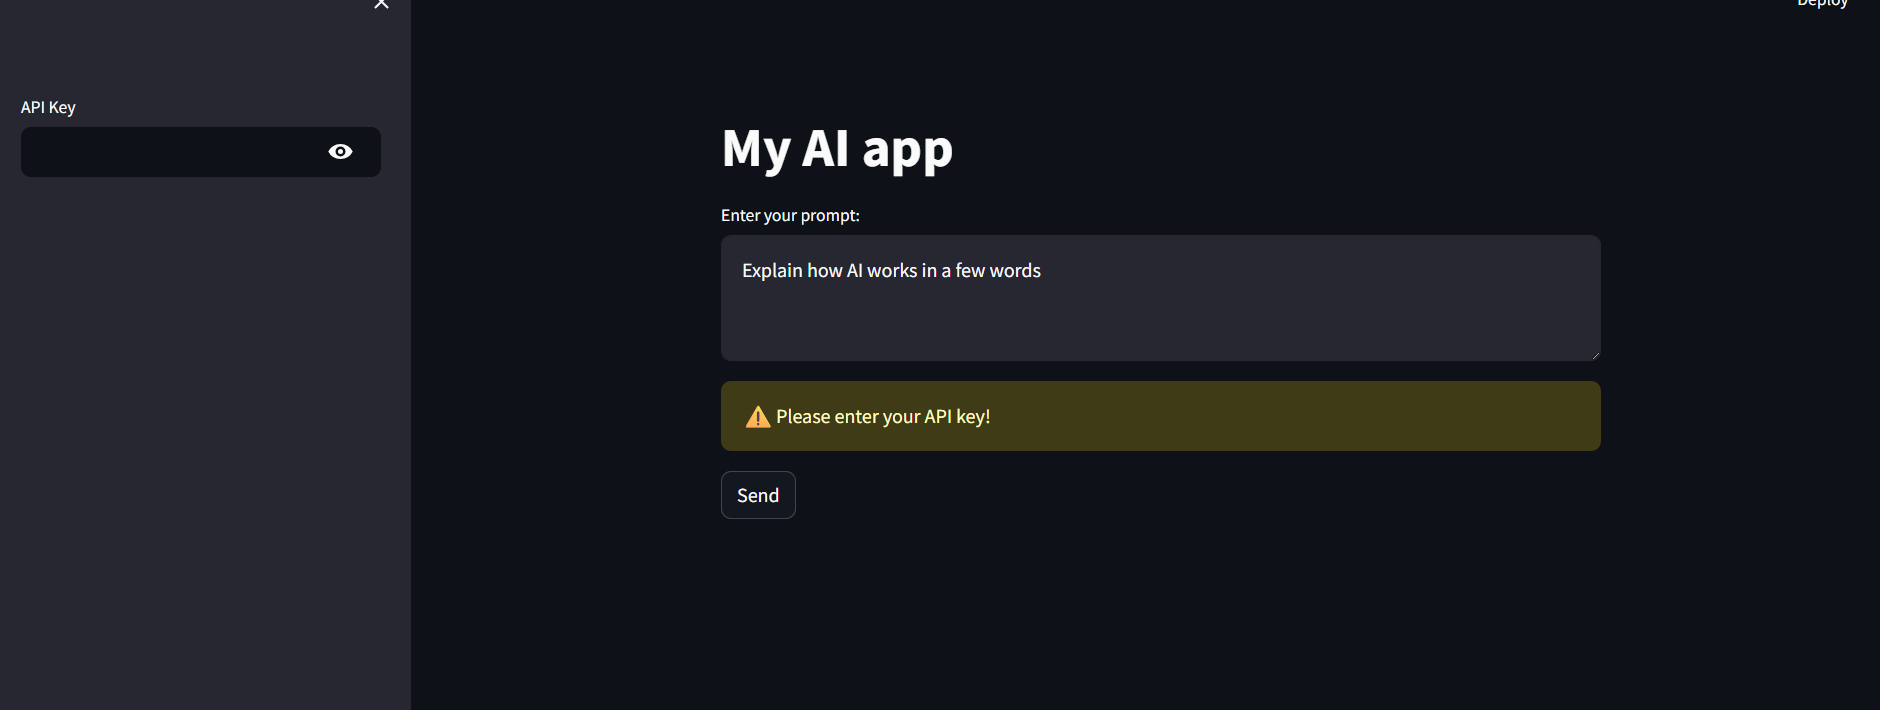 Deploy
API Key
My AI app
Enter your prompt:
Explain how AI works in a few words
Please enter your API key!
Send